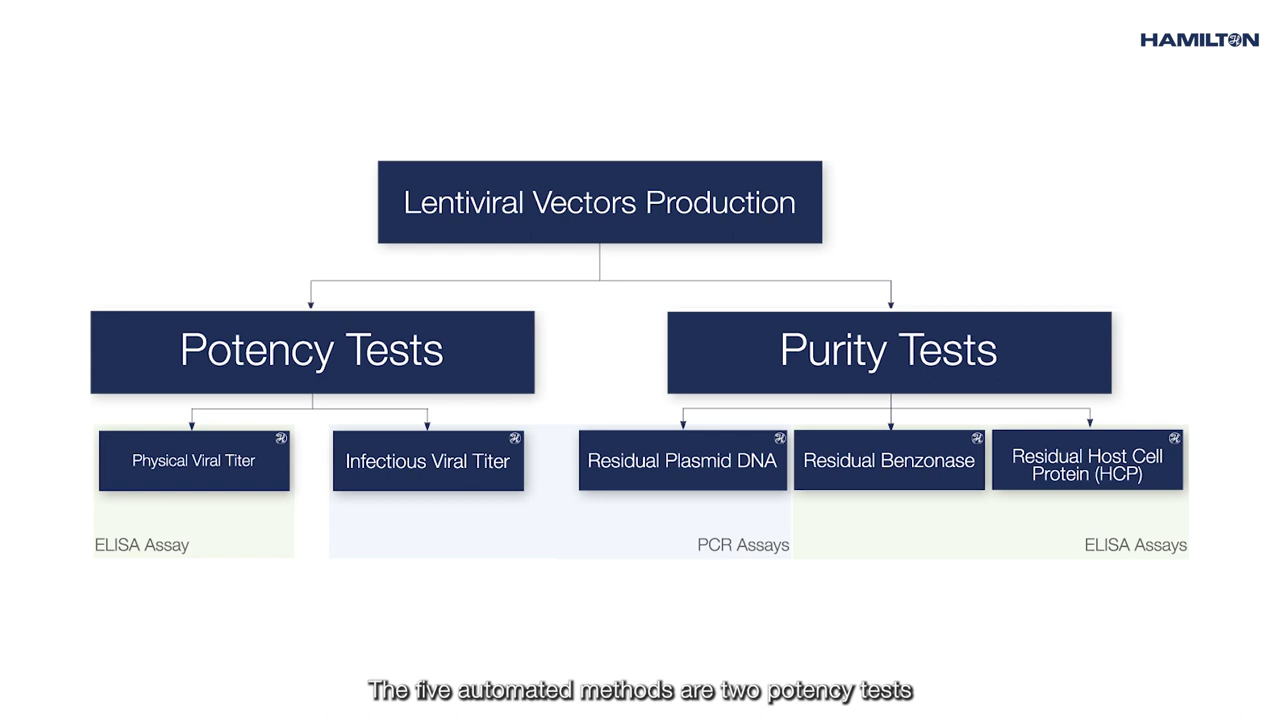 HAMILTON
Lentiviral Vectors Production
Potency Tests
Purity Tests
Physical Viral Titer
Infectious Viral Titer
Residual Plasmid DNA
Residual Benzonase
Residual Host Cell
Protein (HCP)
ELISA Assay
PCR Assays
ELISA Assays
The five automated methods are two potency tests